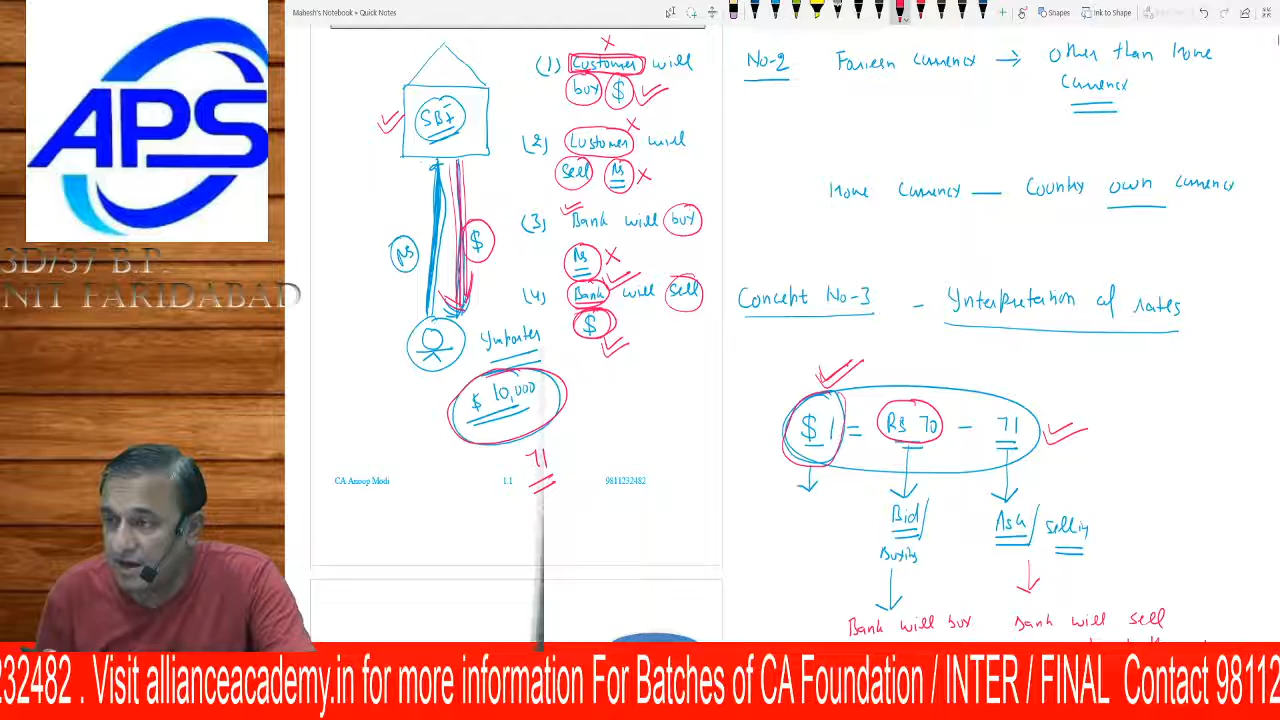 Mahesh's Notebook » Quick Notes
Shapes
Ink to Shape
APS
3D/37 B.P.
NIT FARIDABAD
SBI
Rs
$
Importer
$ 10,000
71
(1) Customer will
buy $
(2) Customer will
sell Rs
(3) Bank will buy
Rs
(4) Bank will sell
$
CA Anoop Modi
1.1
9811232482
No-2 Foriegn currency → other than Home
currency
Home currency — Country own currency
Concept No-3 - Interpretation of rates
$ 1 = Rs 70 - 71
Bid/
Buying
Ask/selling
Bank will buy
Bank will sell
232482 . Visit allianceacademy.in for more information For Batches of CA Foundation / INTER / FINAL Contact 98112